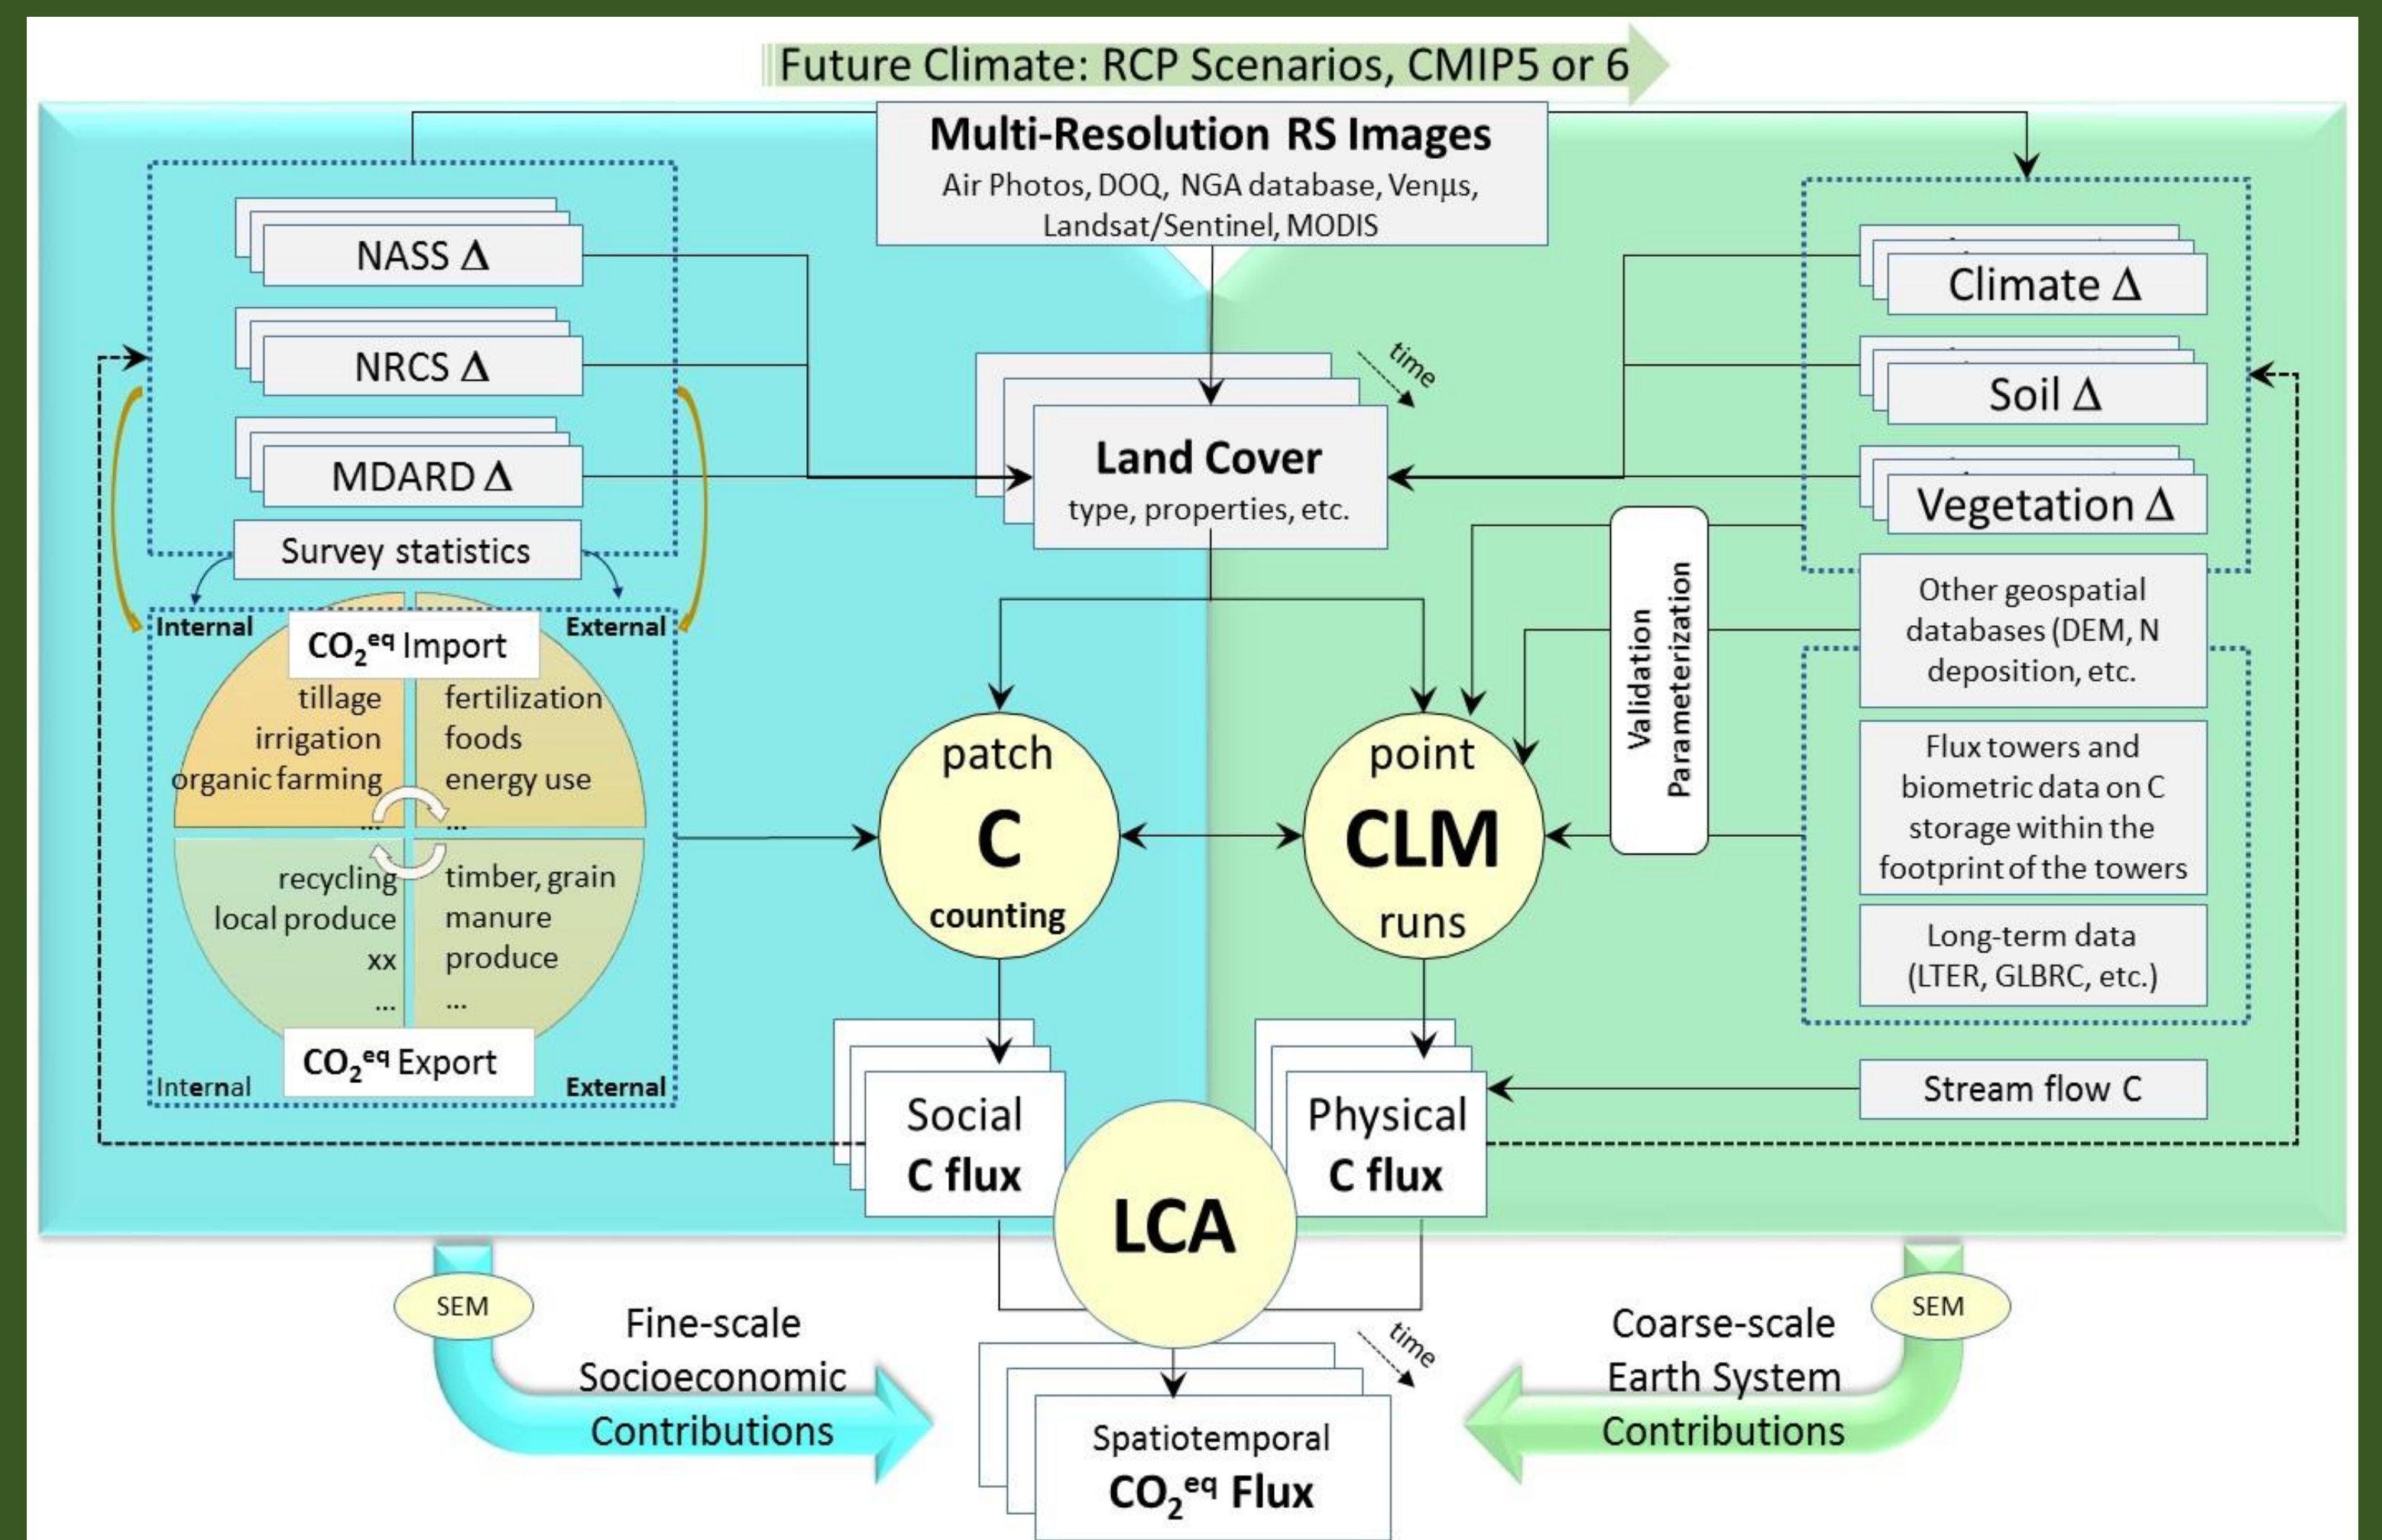 Future Climate: RCP Scenarios, CMIP5 or 6
Multi-Resolution RS Images
Air Photos, DOQ, NGA database, Venμs,
Landsat/Sentinel, MODIS
NASS Δ
NRCS Δ
MDARD Δ
Survey statistics
Climate Δ
Soil Δ
Vegetation Δ
time
Land Cover
type, properties, etc.
Validation
Parameterization
Other geospatial
databases (DEM, N
deposition, etc.
Flux towers and
biometric data on C
storage within the
footprint of the towers
Long-term data
(LTER, GLBRC, etc.)
Stream flow C
Internal
CO₂ᵉᑫ Import
External
tillage
irrigation
organic farming
...
fertilization
foods
energy use
...
recycling
local produce
xx
...
timber, grain
manure
produce
...
Internal
CO₂ᵉᑫ Export
External
patch
C
counting
point
CLM
runs
Social
C flux
Physical
C flux
LCA
SEM
Fine-scale
Socioeconomic
Contributions
SEM
Coarse-scale
Earth System
Contributions
time
Spatiotemporal
CO₂ᵉᑫ Flux